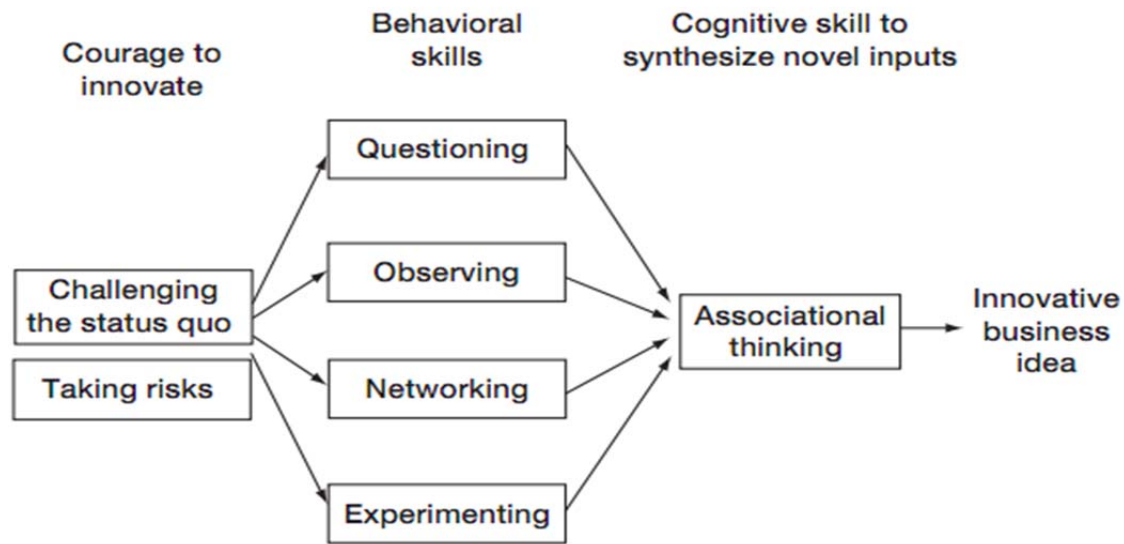 Courage to
innovate
Behavioral
skills
Cognitive skill to
synthesize novel inputs
Challenging
the status quo
Taking risks
Questioning
Observing
Networking
Experimenting
Associational
thinking
Innovative
business
idea